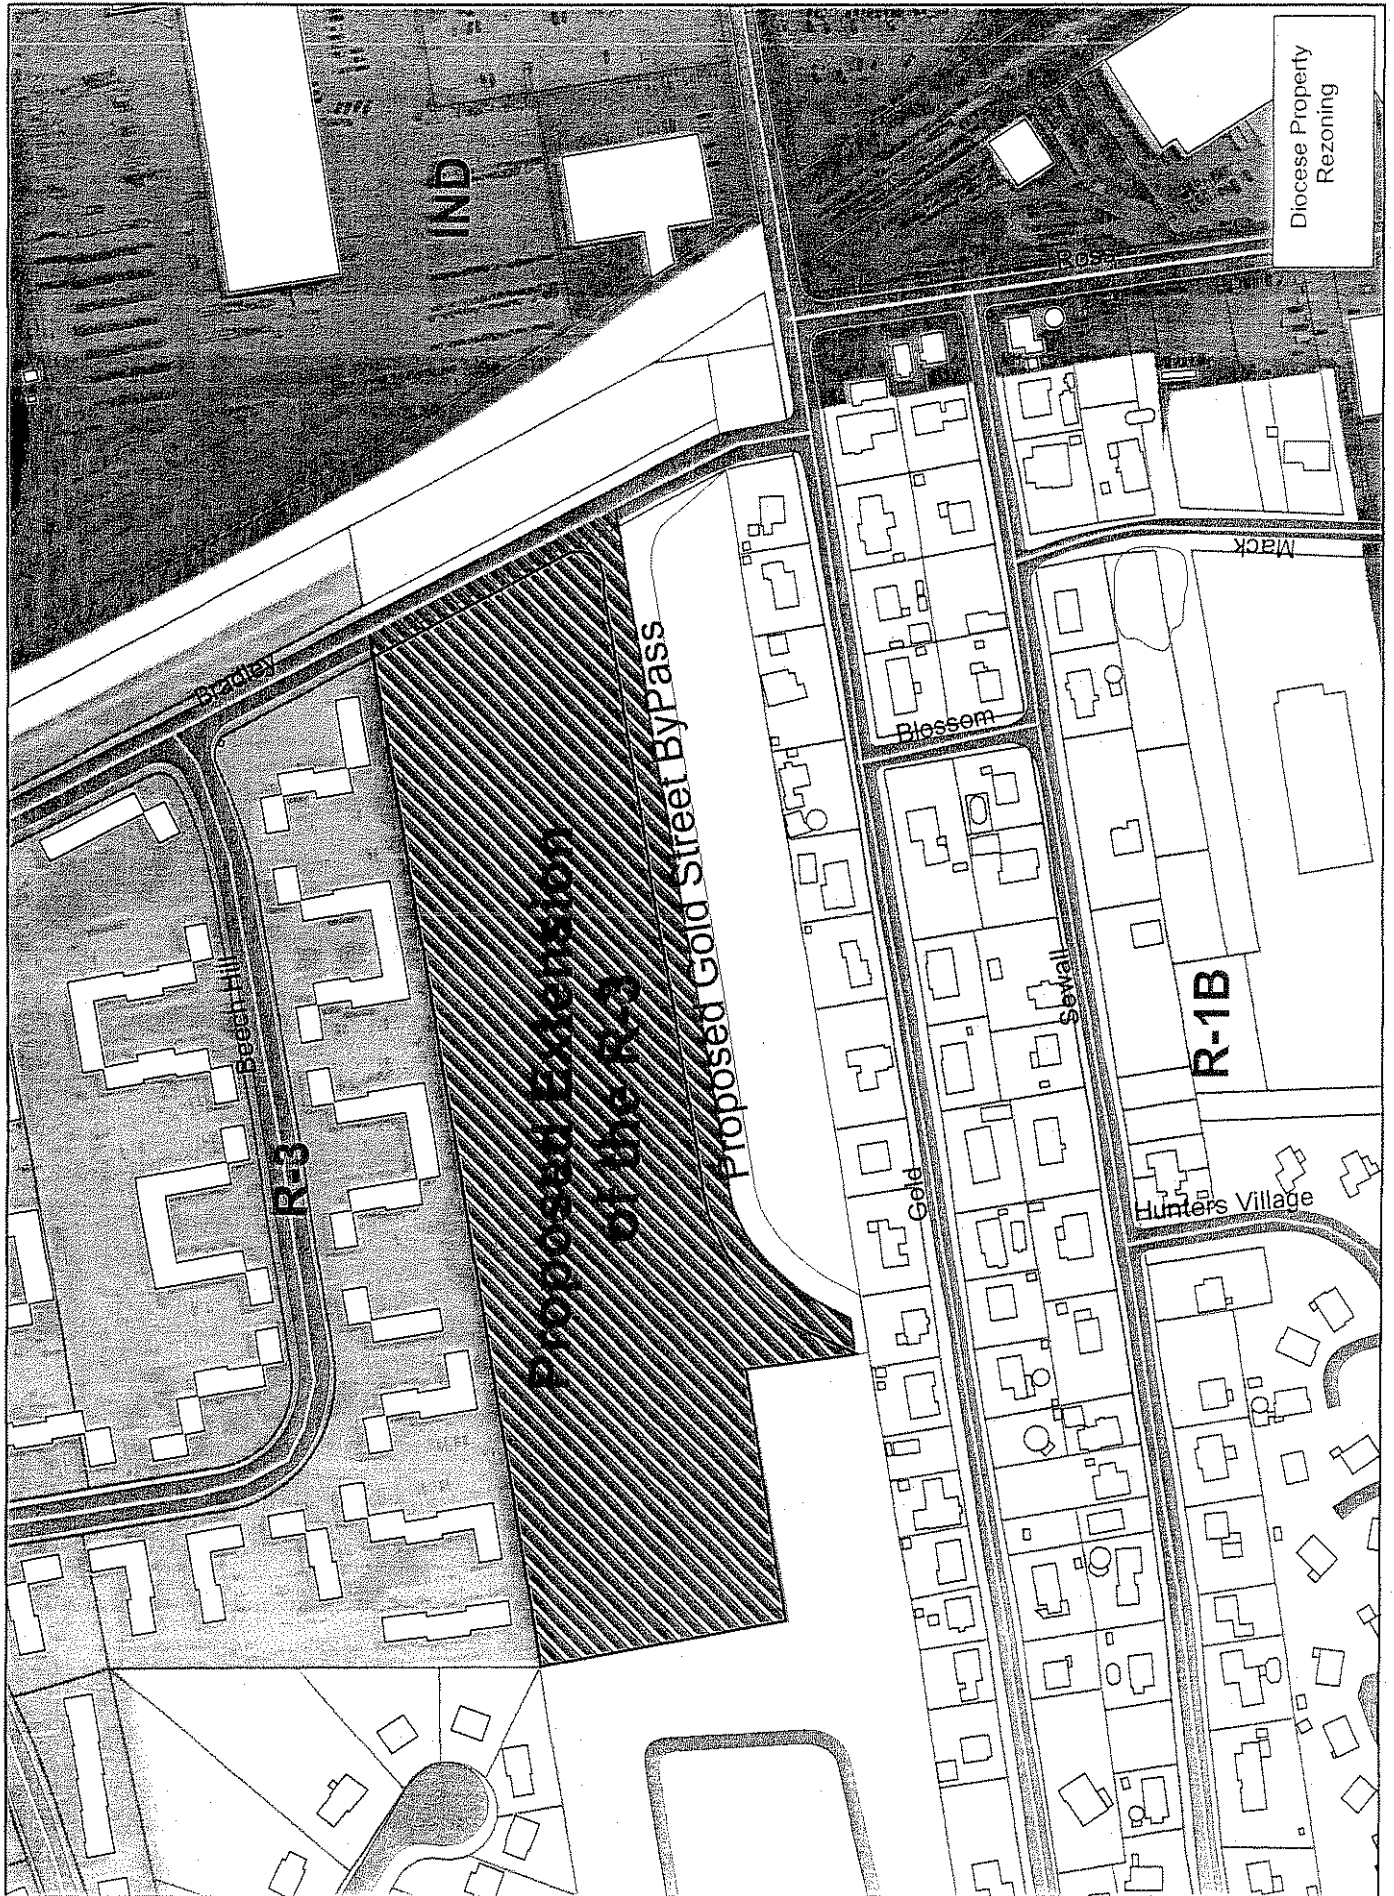 Diocese Property
Rezoning
IND
Ross
Bradley
Mack
Proposed Gold Street ByPass
Blossom
Proposed Extension
of the R-3
Beech Hill
R-3
Sewall
R-1B
Gold
Hunters Village